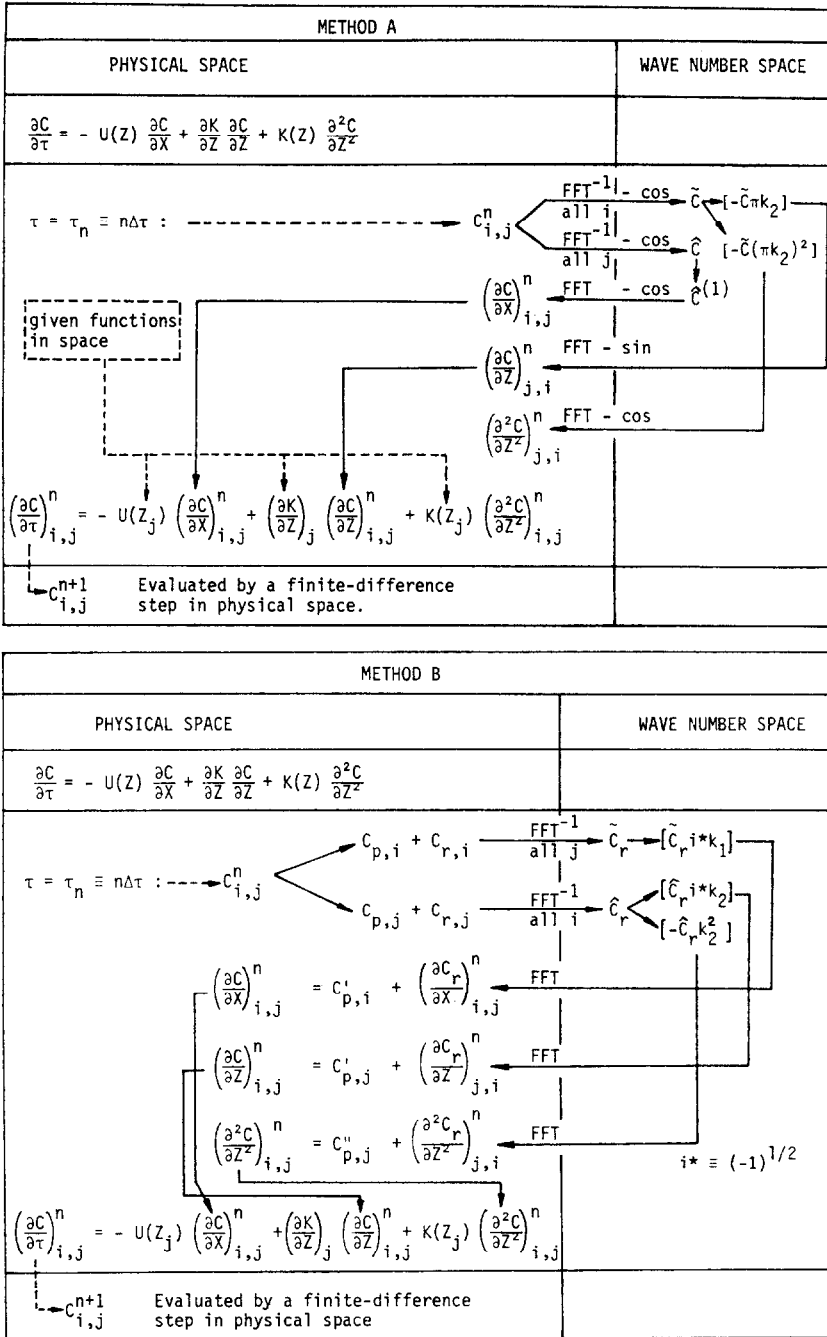 METHOD A
PHYSICAL SPACE WAVE NUMBER SPACE
∂C/∂τ = - U(Z) ∂C/∂X + ∂K/∂Z ∂C/∂Z + K(Z) ∂²C/∂Z²
τ = τ_n ≡ nΔτ : C^n_{i,j} FFT⁻¹ - cos all i C̃ [-C̃πk₂] [-C̃(πk₂)²]
FFT⁻¹ - cos all j Ĉ
(∂C/∂X)^n_{i,j} FFT - cos Ĉ^(1)
given functions
in space
(∂C/∂Z)^n_{j,i} FFT - sin
(∂²C/∂Z²)^n_{j,i} FFT - cos
(∂C/∂τ)^n_{i,j} = - U(Z_j) (∂C/∂X)^n_{i,j} + (∂K/∂Z)_j (∂C/∂Z)^n_{i,j} + K(Z_j) (∂²C/∂Z²)^n_{i,j}
C^{n+1}_{i,j} Evaluated by a finite-difference
step in physical space.
METHOD B
PHYSICAL SPACE WAVE NUMBER SPACE
∂C/∂τ = - U(Z) ∂C/∂X + ∂K/∂Z ∂C/∂Z + K(Z) ∂²C/∂Z²
C_{p,i} + C_{r,i} FFT⁻¹ all j C̃_r [C̃_r i*k₁]
τ = τ_n ≡ nΔτ : C^n_{i,j}
C_{p,j} + C_{r,j} FFT⁻¹ all i Ĉ_r [Ĉ_r i*k₂] [-Ĉ_r k₂²]
(∂C/∂X)^n_{i,j} = C'_{p,i} + (∂C_r/∂X)^n_{i,j} FFT
(∂C/∂Z)^n_{i,j} = C'_{p,j} + (∂C_r/∂Z)^n_{j,i} FFT
(∂²C/∂Z²)^n_{i,j} = C"_{p,j} + (∂²C_r/∂Z²)^n_{j,i} FFT
i* ≡ (-1)^{1/2}
(∂C/∂τ)^n_{i,j} = - U(Z_j) (∂C/∂X)^n_{i,j} + (∂K/∂Z)_j (∂C/∂Z)^n_{i,j} + K(Z_j) (∂²C/∂Z²)^n_{i,j}
C^{n+1}_{i,j} Evaluated by a finite-difference
step in physical space